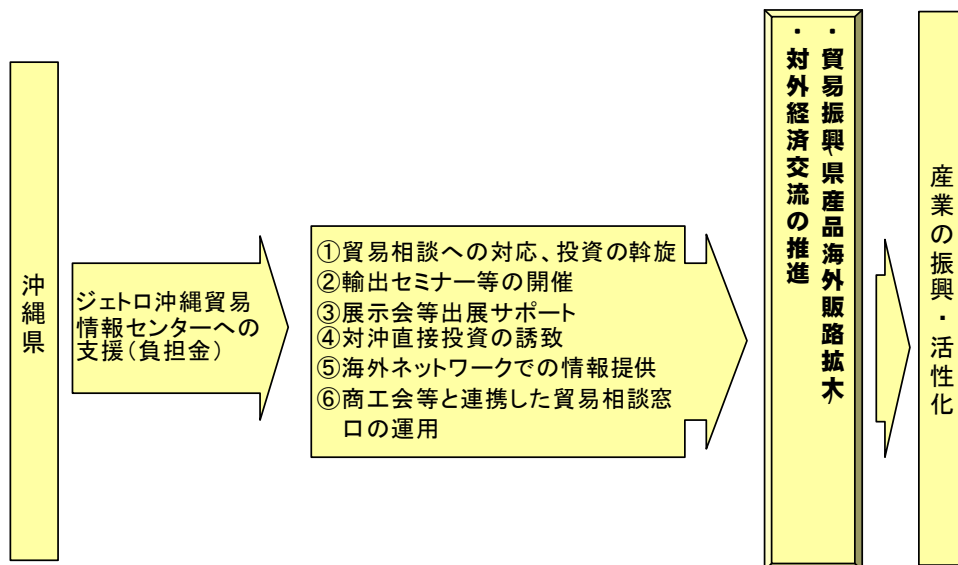 沖縄県
ジェトロ沖縄貿易
情報センターへの
支援(負担金)
①貿易相談への対応、投資の斡旋
②輸出セミナー等の開催
③展示会等出展サポート
④対沖直接投資の誘致
⑤海外ネットワークでの情報提供
⑥商工会等と連携した貿易相談窓
口の運用
・貿易振興(県産品海外販路拡大)
・対外経済交流の推進
産業の振興・活性化